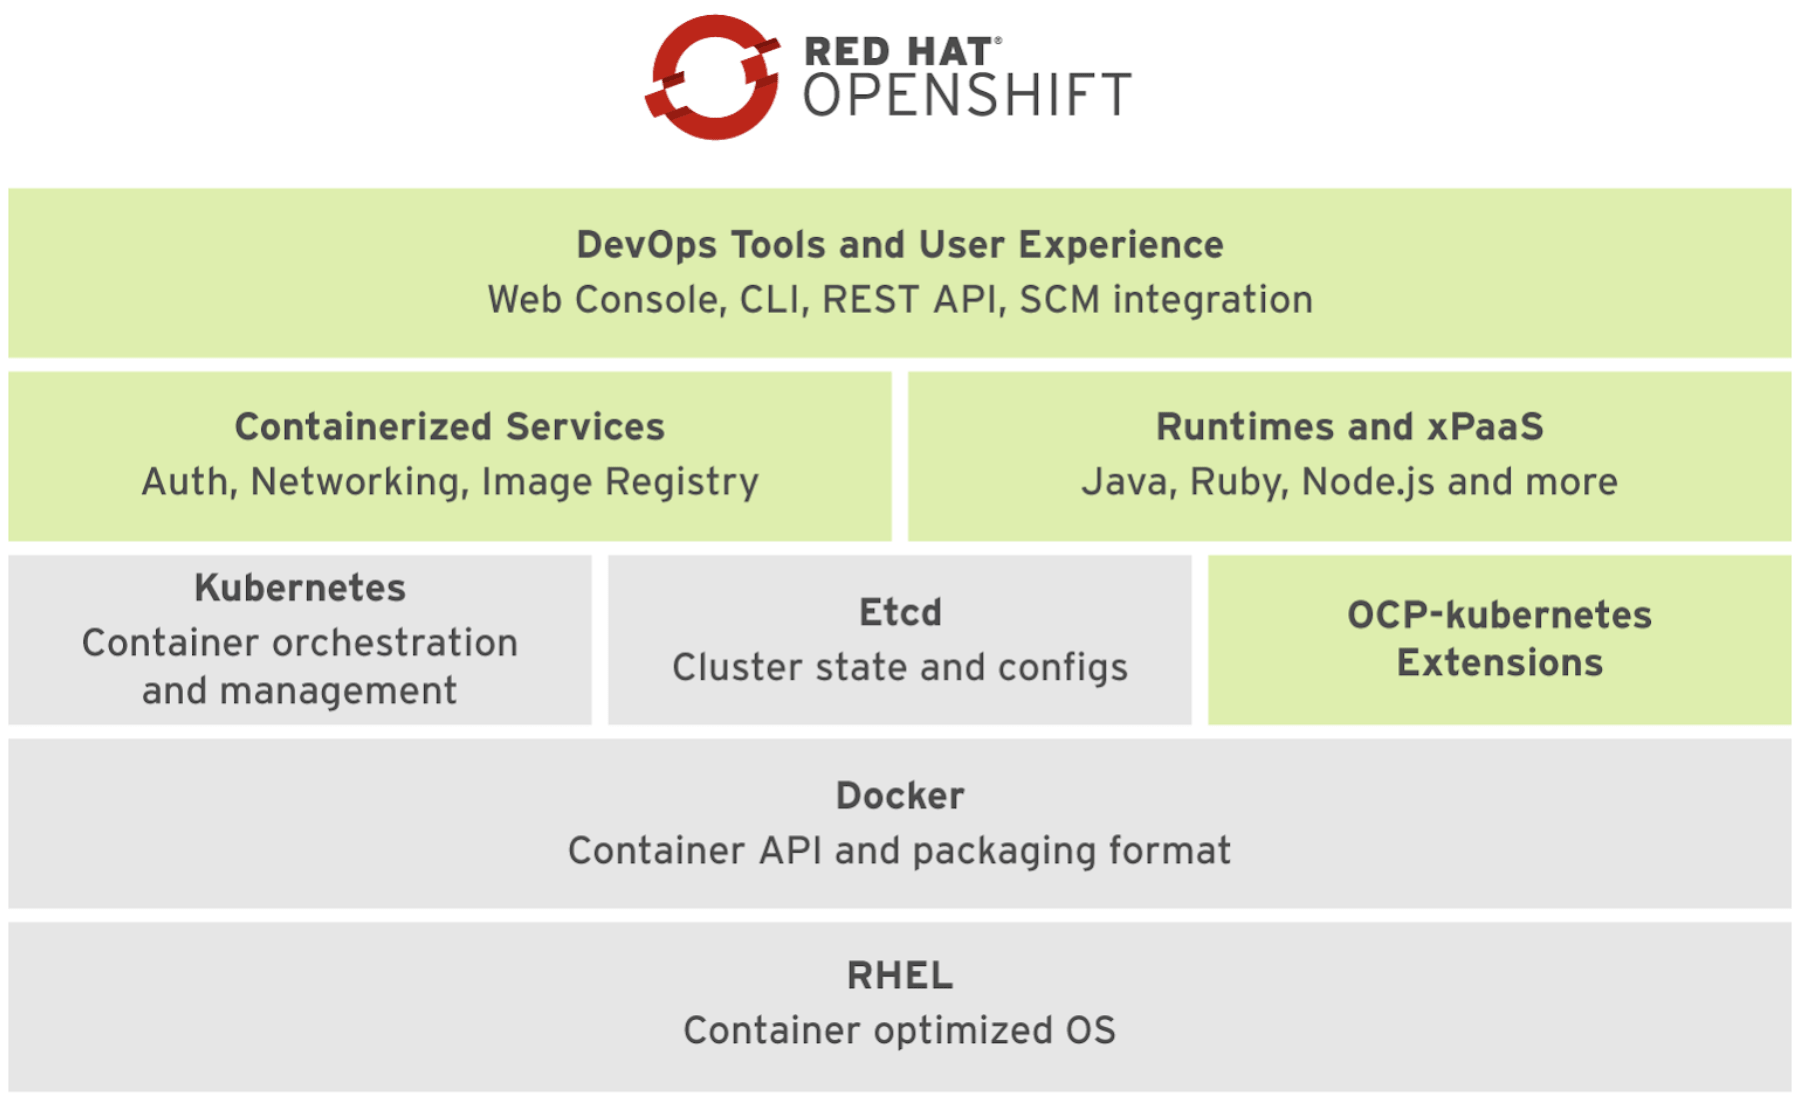 RED HAT®
OPENSHIFT
DevOps Tools and User Experience
Web Console, CLI, REST API, SCM integration
Containerized Services
Auth, Networking, Image Registry
Runtimes and xPaaS
Java, Ruby, Node.js and more
Kubernetes
Container orchestration
and management
Etcd
Cluster state and configs
OCP-kubernetes
Extensions
Docker
Container API and packaging format
RHEL
Container optimized OS